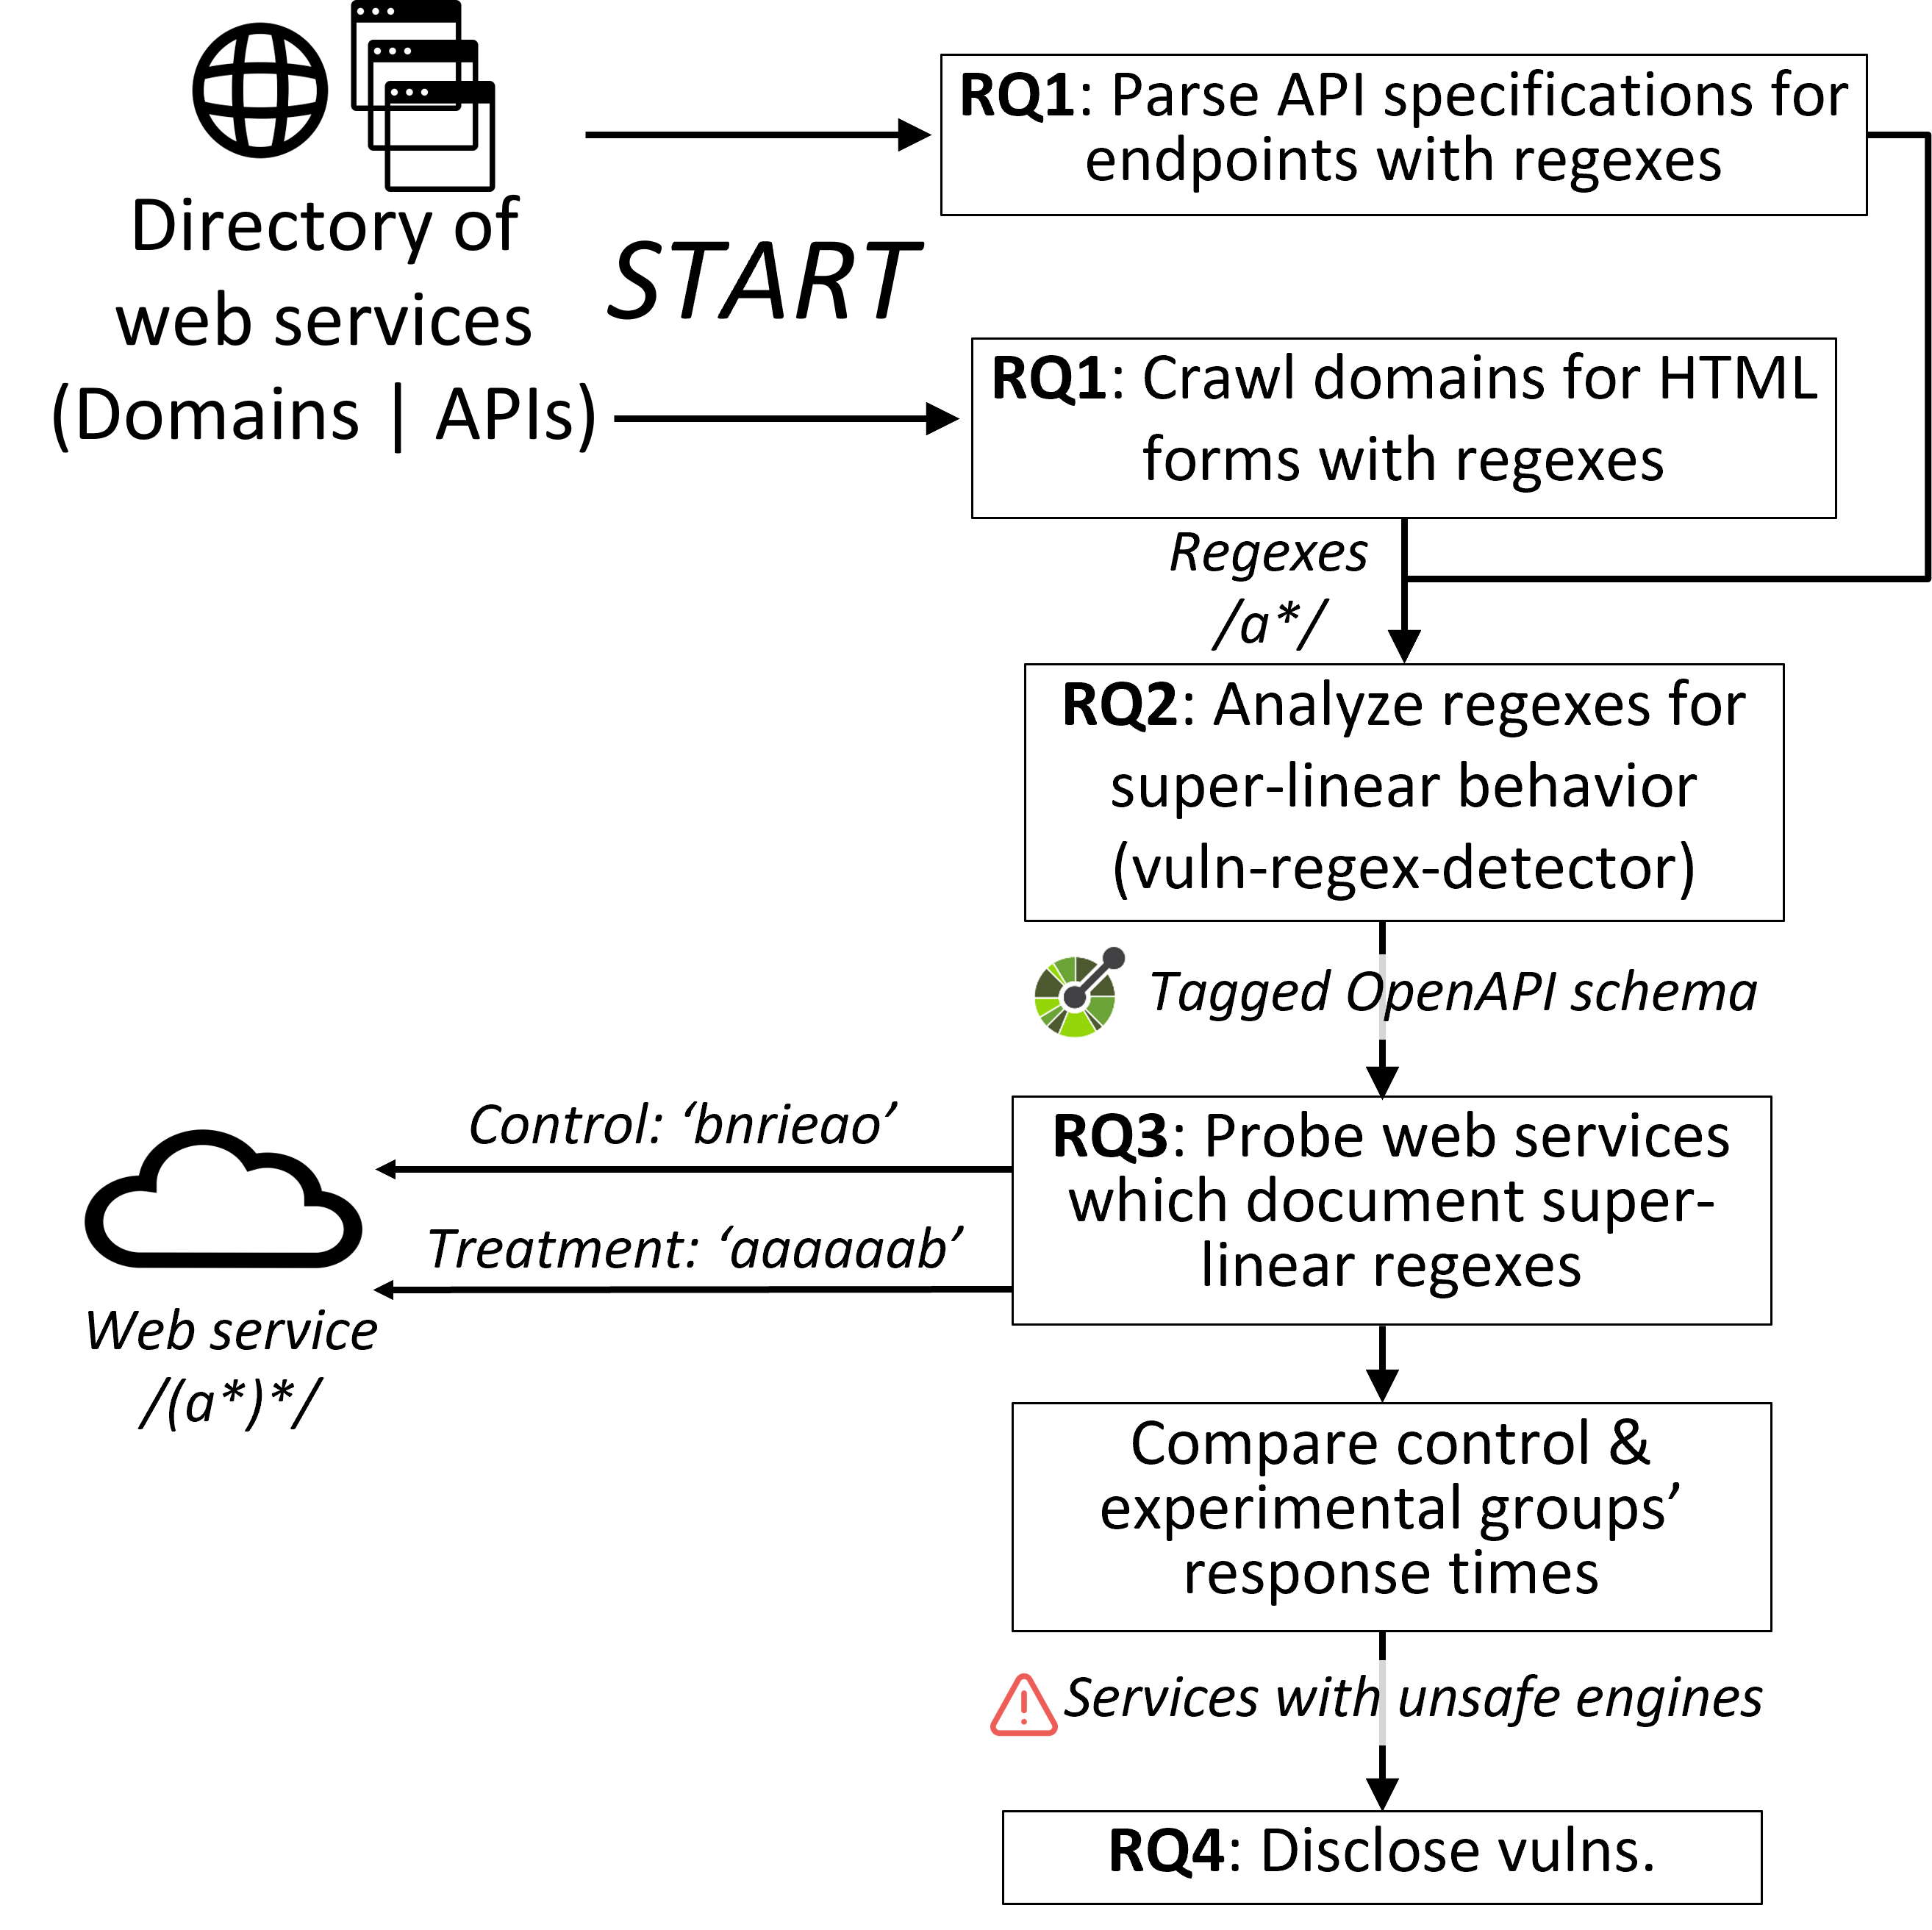 Directory of
web services
(Domains | APIs)
START
RQ1: Parse API specifications for
endpoints with regexes
RQ1: Crawl domains for HTML
forms with regexes
Regexes
/a*/
RQ2: Analyze regexes for
super-linear behavior
(vuln-regex-detector)
Tagged OpenAPI schema
RQ3: Probe web services
which document super-
linear regexes
Control: ‘bnrieao’
Treatment: ‘aaaaaab’
Web service
/(a*)*/
Compare control &
experimental groups’
response times
Services with unsafe engines
RQ4: Disclose vulns.